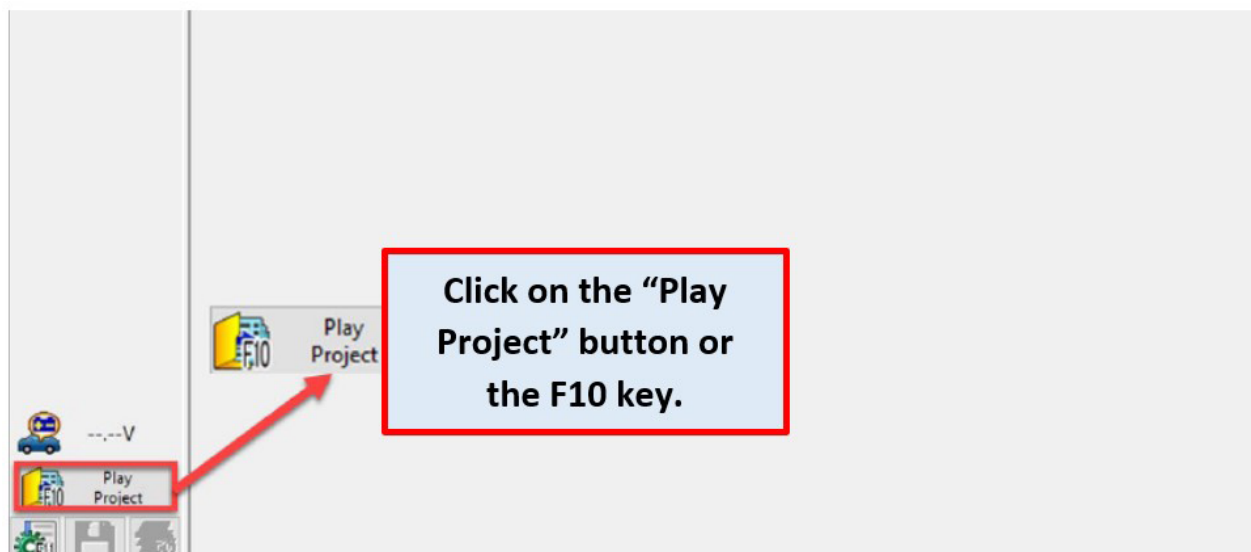 Click on the “Play
Project” button or
the F10 key.
F10
Play
Project
--.--V
F10
Play
Project